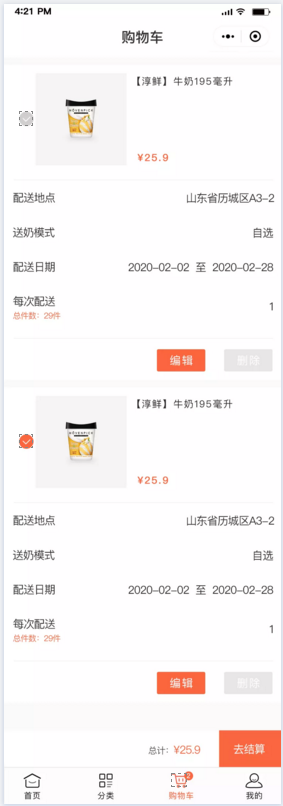 4:21 PM
购物车
【淳鲜】牛奶195毫升
¥25.9
配送地点 山东省历城区A3-2
送奶模式 自选
配送日期 2020-02-02 至 2020-02-28
每次配送 1
总件数：29件
编辑 删除
【淳鲜】牛奶195毫升
¥25.9
配送地点 山东省历城区A3-2
送奶模式 自选
配送日期 2020-02-02 至 2020-02-28
每次配送 1
总件数：29件
编辑 删除
总计：¥25.9 去结算
首页 分类 购物车 我的